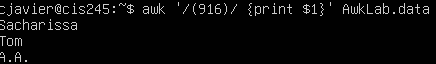 cjavier@cis245:~$ awk '/(916)/ {print $1}' AwkLab.data
Sacharissa
Tom
A.A.